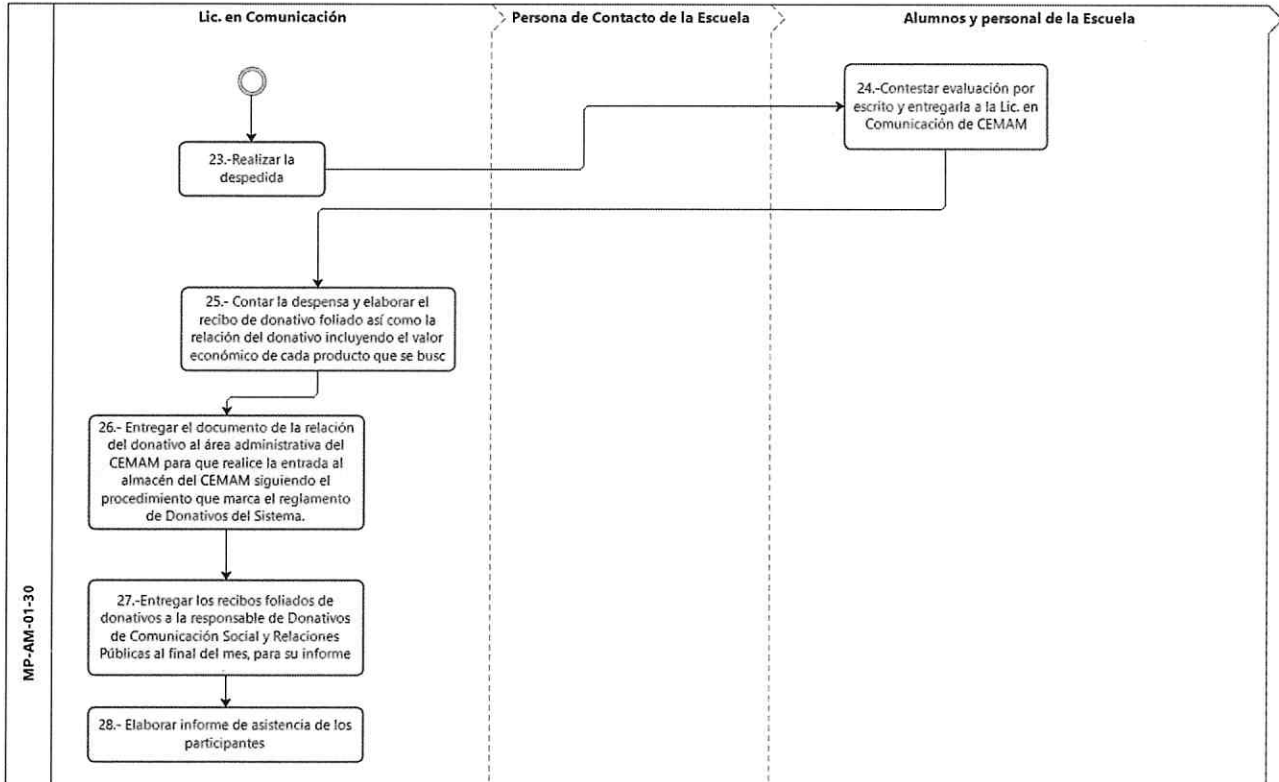 Lic. en Comunicación
Persona de Contacto de la Escuela
Alumnos y personal de la Escuela
24.-Contestar evaluación por
escrito y entregarla a la Lic. en
Comunicación de CEMAM
23.-Realizar la
despedida
25.- Contar la despensa y elaborar el
recibo de donativo foliado así como la
relación del donativo incluyendo el valor
económico de cada producto que se busc
26.- Entregar el documento de la relación
del donativo al área administrativa del
CEMAM para que realice la entrada al
almacén del CEMAM siguiendo el
procedimiento que marca el reglamento
de Donativos del Sistema.
27.-Entregar los recibos foliados de
donativos a la responsable de Donativos
de Comunicación Social y Relaciones
Públicas al final del mes, para su informe
28.- Elaborar informe de asistencia de los
participantes
MP-AM-01-30